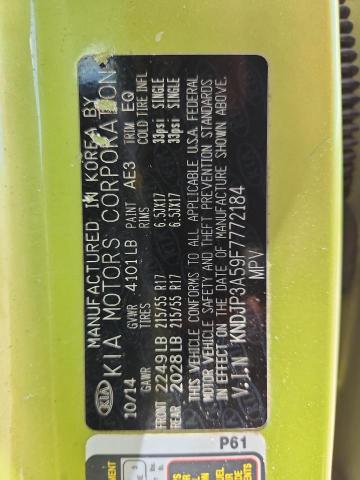 MANUFACTURED IN KOREA BY
KIA KIA MOTORS CORPORATION
10/14 GVWR 4101LB PAINT AE3 TRIM EQ
GAWR TIRES RIMS COLD TIRE INFL
FRONT 2249LB 215/55 R17 6.5JX17 33psi SINGLE
REAR 2028LB 215/55 R17 6.5JX17 33psi SINGLE
THIS VEHICLE CONFORMS TO ALL APPLICABLE U.S.A. FEDERAL
MOTOR VEHICLE SAFETY AND THEFT PREVENTION STANDARDS
IN EFFECT ON THE DATE OF MANUFACTURE SHOWN ABOVE.
V.I.N KNDJP3A59F7772184
MPV
P61